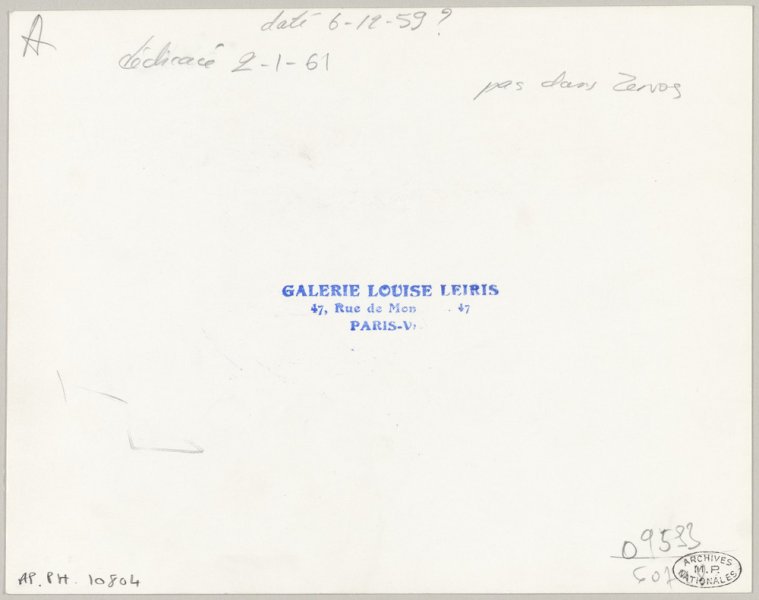 A
daté 6-12-59 ?
dédicacé 2-1-61
pas dans Zervos
GALERIE LOUISE LEIRIS
47, Rue de Mon 47
PARIS-V
09533
ARCHIVES
M.P.
NATIONALES
AP. PH. 10804